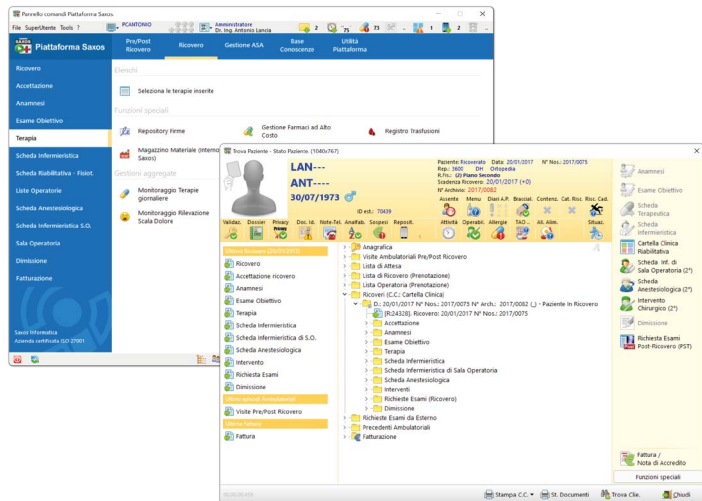 Pannello comandi Piattaforma Saxos.
File SuperUtente Tools ?
PCANTONIO
Amministratore
Dr. Ing. Antonio Lancia
2
75
73
1
2
SAXOS
Piattaforma Saxos
Pre/Post
Ricovero
Ricovero
Gestione ASA
Base
Conoscenze
Utilità
Piattaforma
Ricovero
Accettazione
Anamnesi
Esame Obiettivo
Terapia
Scheda Infermieristica
Scheda Riabilitativa - Fisiot.
Liste Operatorie
Scheda Anestesiologica
Scheda Infermieristica S.O.
Sala Operatoria
Dimissione
Fatturazione
Saxos Informatica
Azienda certificata ISO 27001
Elenchi
Seleziona le terapie inserite
Funzioni speciali
Repository Firme
Gestione Farmaci ad Alto
Costo
Registro Trasfusioni
Magazzino Materiale (Interno
Saxos)
Gestioni aggregate
Monitoraggio Terapie
giornaliere
Monitoraggio Rilevazione
Scala Dolore
Trova Paziente - Stato Paziente. (1040x767)
LAN---
ANT----
30/07/1973
ID est.: 70439
Paziente: Ricoverato Data: 20/01/2017 N° Nos.: 2017/0075
Rep.: 3600 DH Ortopedia
R.Fis.: (2) Piano Secondo
Scadenza Ricovero: 20/01/2017 (+0)
N° Archivio: 2017/0082
Assente Menu Diari A.P. Braccial. Contenz. Cat. Risc. Risc. Cad.
Validaz. Dossier Privacy Doc. Id. Note-Tel. Analfab. Sospesi Reposit.
Attività Operabil. Allergie TAO .. All. Alim. Situaz.
Ricovero
Accettazione ricovero
Anamnesi
Esame Obiettivo
Terapia
Scheda Infermieristica
Scheda Infermieristica di S.O.
Scheda Anestesiologica
Intervento
Richiesta Esami
Dimissione
Visite Pre/Post Ricovero
Ultima fattura
Fattura
Anagrafica
Visite Ambulatoriali Pre/Post Ricovero
Lista di Attesa
Lista di Ricovero (Prenotazione)
Lista Operatoria (Prenotazione)
Ricoveri (C.C.: Cartella Clinica)
D.: 20/01/2017 N° Nos.: 2017/0075 N° Arch.: 2017/0082 (_) - Paziente In Ricovero
[R:24328]. Ricovero: 20/01/2017 N° Nos.: 2017/0075
Accettazione
Anamnesi
Esame Obiettivo
Terapia
Scheda Infermieristica
Scheda Infermieristica di Sala Operatoria
Scheda Anestesiologica
Interventi
Richieste Esami (Ricovero)
Dimissione
Richieste Esami da Esterno
Precedenti Ambulatoriali
Fatturazione
Anamnesi
Esame Obiettivo
Scheda
Terapeutica
Scheda
infermieristica
Cartella Clinica
Riabilitativa
Scheda Inf. di
Sala Operatoria (2°)
Scheda
Anestesiologica (2°)
Intervento
Chirurgico (2°)
Dimissione
Richiesta Esami
Post-Ricovero (PST)
Fattura /
Nota di Accredito
Funzioni speciali
Stampa C.C.
St. Documenti
Trova Clie.
Chiudi